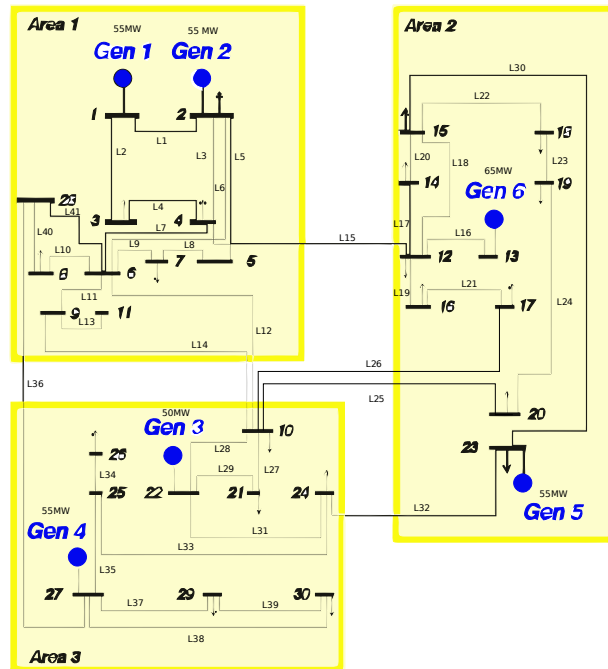 Area 1
55MW
55 MW
Gen 1
Gen 2
1
2
L1
L2
L3
L5
L6
L4
3
4
L7
28
L41
L40
L10
L9
L8
8
6
7
5
L11
9
11
L13
L12
L14
L15
Area 2
L30
L22
15
18
L20
L18
L23
14
19
65MW
Gen 6
L17
L16
12
13
L19
L21
16
17
L24
L26
L25
20
23
55MW
Gen 5
L32
L36
50MW
Gen 3
10
L28
26
L34
L29
L27
25
22
21
24
L31
55MW
Gen 4
L33
L35
27
29
30
L37
L39
L38
Area 3